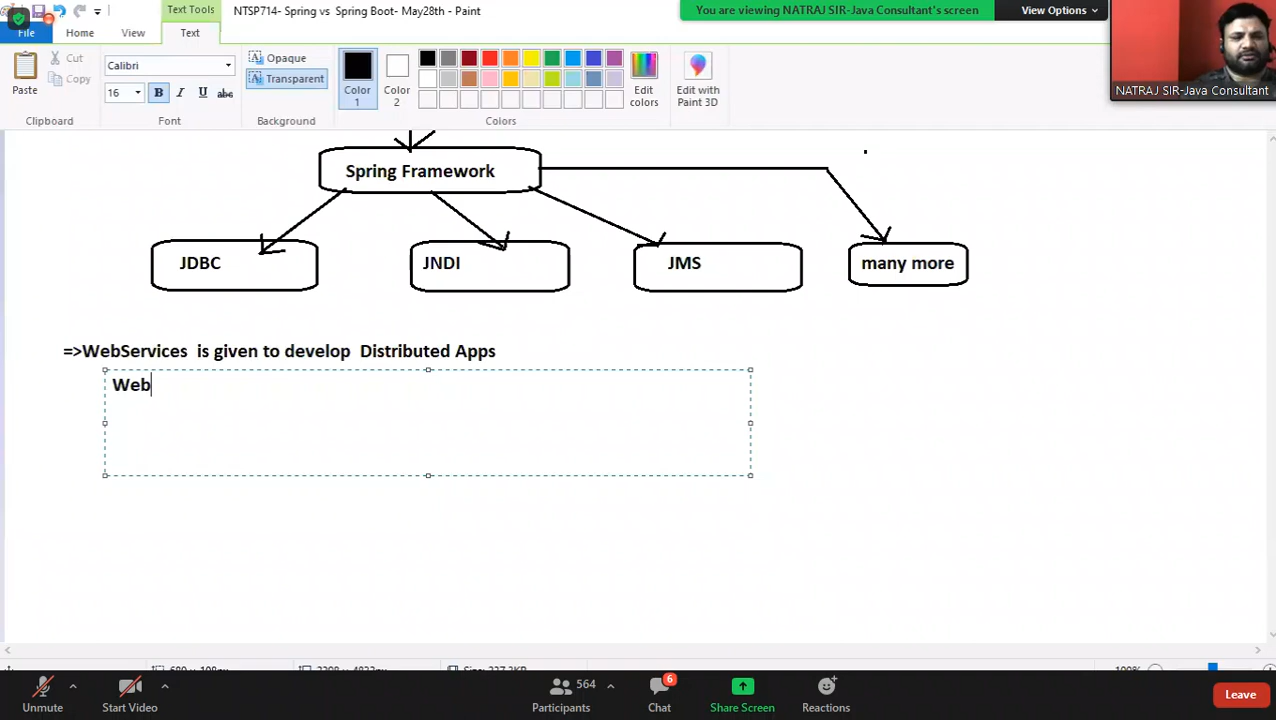 Text Tools
NTSP714- Spring vs Spring Boot- May28th - Paint
You are viewing NATRAJ SIR-Java Consultant's screen
View Options
File
Home
View
Text
Paste
Cut
Copy
Calibri
16
B I U abc
Opaque
Transparent
Color 1
Color 2
Edit colors
Edit with Paint 3D
NATRAJ SIR-Java Consultant
Clipboard
Font
Background
Colors
Spring Framework
JDBC
JNDI
JMS
many more
=>WebServices is given to develop Distributed Apps
Web
100%
Unmute
Start Video
564
Participants
6
Chat
Share Screen
Reactions
Leave